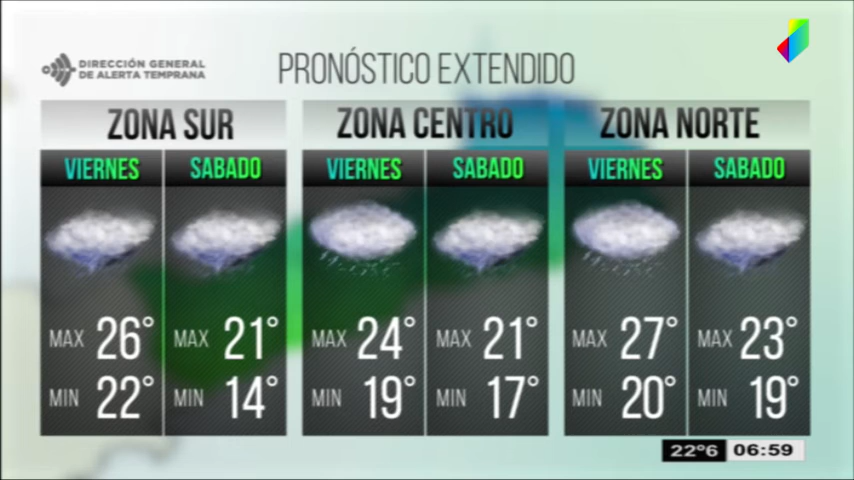 DIRECCIÓN GENERAL
DE ALERTA TEMPRANA
PRONÓSTICO EXTENDIDO
ZONA SUR
VIERNES
SABADO
MAX 26°
MIN 22°
MAX 21°
MIN 14°
ZONA CENTRO
VIERNES
SABADO
MAX 24°
MIN 19°
MAX 21°
MIN 17°
ZONA NORTE
VIERNES
SABADO
MAX 27°
MIN 20°
MAX 23°
MIN 19°
22°6 06:59